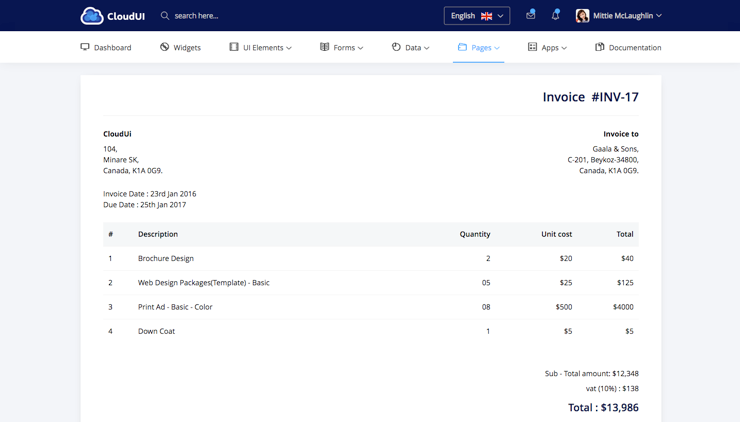 CloudUI search here... English Mittie McLaughlin
Dashboard Widgets UI Elements Forms Data Pages Apps Documentation
Invoice #INV-17
CloudUi Invoice to
104, Gaala & Sons,
Minare SK, C-201, Beykoz-34800,
Canada, K1A 0G9. Canada, K1A 0G9.
Invoice Date : 23rd Jan 2016
Due Date : 25th Jan 2017
# Description Quantity Unit cost Total
1 Brochure Design 2 $20 $40
2 Web Design Packages(Template) - Basic 05 $25 $125
3 Print Ad - Basic - Color 08 $500 $4000
4 Down Coat 1 $5 $5
Sub - Total amount: $12,348
vat (10%) : $138
Total : $13,986